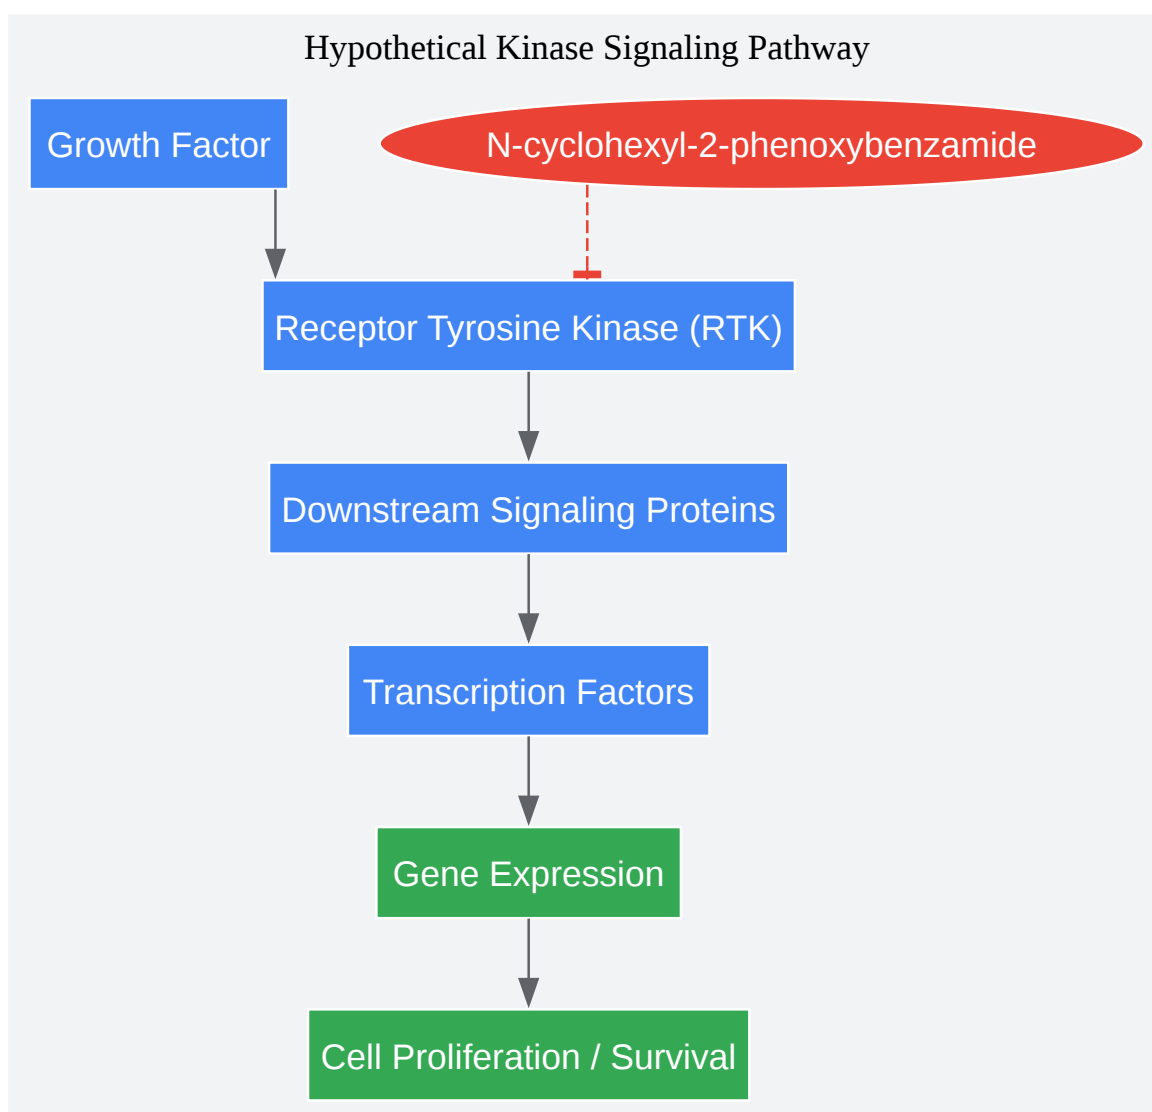 Hypothetical Kinase Signaling Pathway
Growth Factor
N-cyclohexyl-2-phenoxybenzamide
Receptor Tyrosine Kinase (RTK)
Downstream Signaling Proteins
Transcription Factors
Gene Expression
Cell Proliferation / Survival